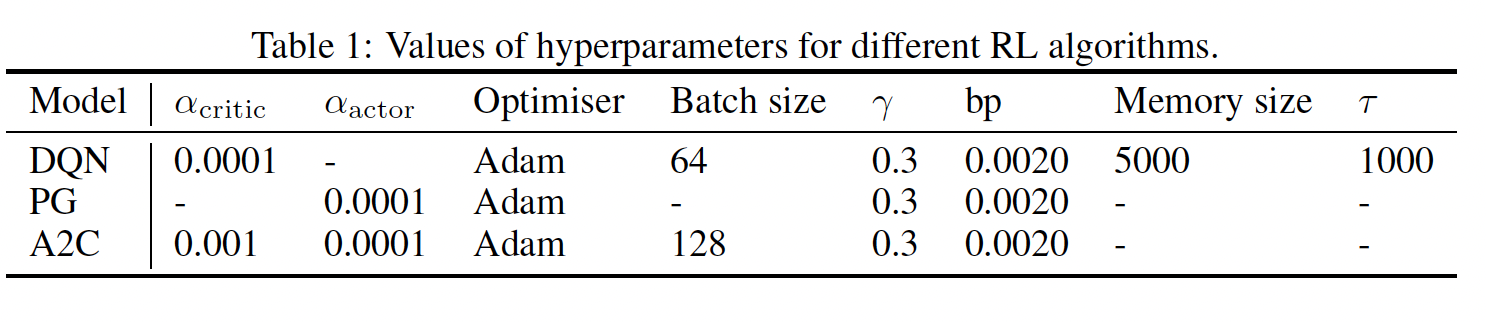 Table 1: Values of hyperparameters for different RL algorithms.
Model α_critic α_actor Optimiser Batch size γ bp Memory size τ
DQN 0.0001 - Adam 64 0.3 0.0020 5000 1000
PG - 0.0001 Adam - 0.3 0.0020 - -
A2C 0.001 0.0001 Adam 128 0.3 0.0020 - -